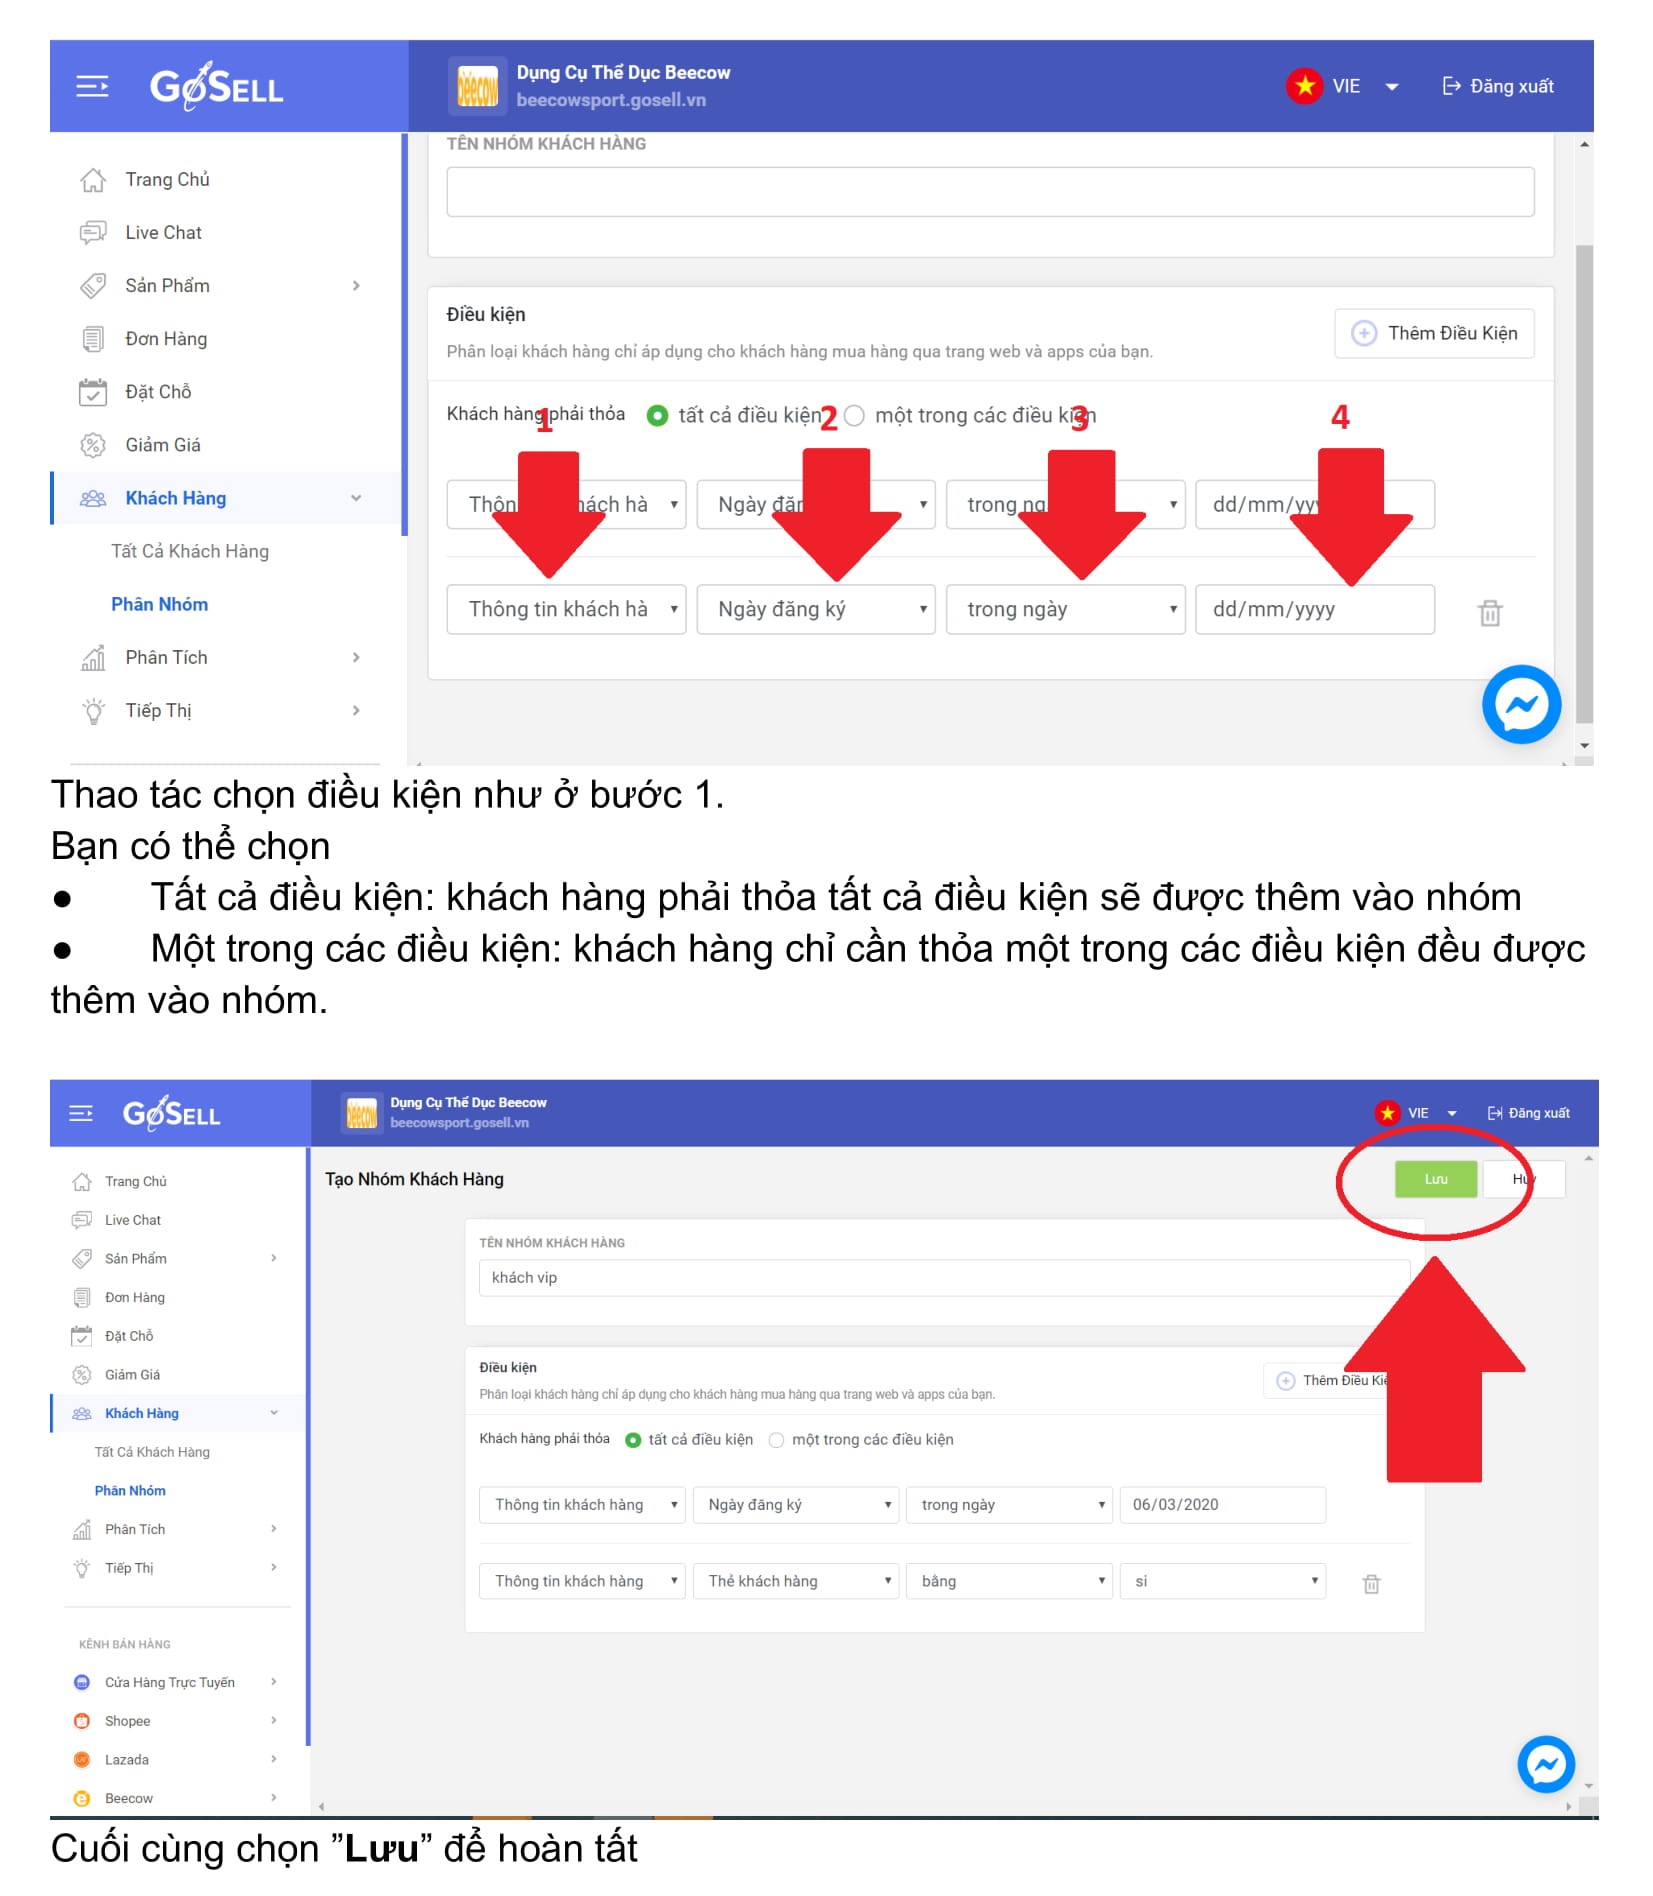 GoSELL
Dụng Cụ Thể Dục Beecow
beecowsport.gosell.vn
VIE
Đăng xuất
Trang Chủ
Live Chat
Sản Phẩm
Đơn Hàng
Đặt Chỗ
Giảm Giá
Khách Hàng
Tất Cả Khách Hàng
Phân Nhóm
Phân Tích
Tiếp Thị
TÊN NHÓM KHÁCH HÀNG
Điều kiện
Phân loại khách hàng chỉ áp dụng cho khách hàng mua hàng qua trang web và apps của bạn.
Thêm Điều Kiện
Khách hàng phải thỏa tất cả điều kiện một trong các điều kiện
1 2 3 4
Thôn hách hà Ngày đăn trong ng dd/mm/yyy
Thông tin khách hà Ngày đăng ký trong ngày dd/mm/yyyy
Thao tác chọn điều kiện như ở bước 1.
Bạn có thể chọn
● Tất cả điều kiện: khách hàng phải thỏa tất cả điều kiện sẽ được thêm vào nhóm
● Một trong các điều kiện: khách hàng chỉ cần thỏa một trong các điều kiện đều được
thêm vào nhóm.
GoSELL
Dụng Cụ Thể Dục Beecow
beecowsport.gosell.vn
VIE
Đăng xuất
Trang Chủ
Live Chat
Sản Phẩm
Đơn Hàng
Đặt Chỗ
Giảm Giá
Khách Hàng
Tất Cả Khách Hàng
Phân Nhóm
Phân Tích
Tiếp Thị
KÊNH BÁN HÀNG
Cửa Hàng Trực Tuyến
Shopee
Lazada
Beecow
Tạo Nhóm Khách Hàng
Lưu Hủy
TÊN NHÓM KHÁCH HÀNG
khách vip
Điều kiện
Phân loại khách hàng chỉ áp dụng cho khách hàng mua hàng qua trang web và apps của bạn.
Thêm Điều Kiệ
Khách hàng phải thỏa tất cả điều kiện một trong các điều kiện
Thông tin khách hàng Ngày đăng ký trong ngày 06/03/2020
Thông tin khách hàng Thẻ khách hàng bằng si
Cuối cùng chọn ”Lưu” để hoàn tất